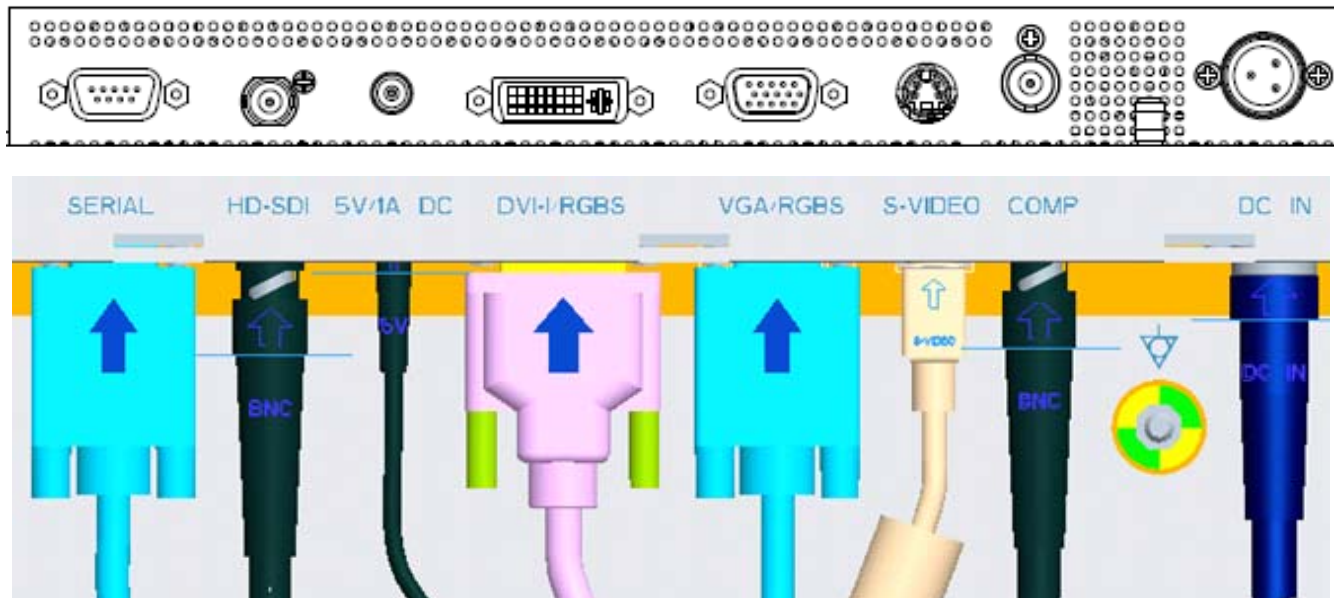 SERIAL HD-SDI 5V/1A DC DVI-I/RGBS VGA/RGBS S-VIDEO COMP DC IN
5V S-VIDEO
BNC BNC DC IN